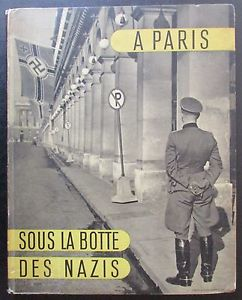 A PARIS
P
SOUS LA BOTTE
DES NAZIS